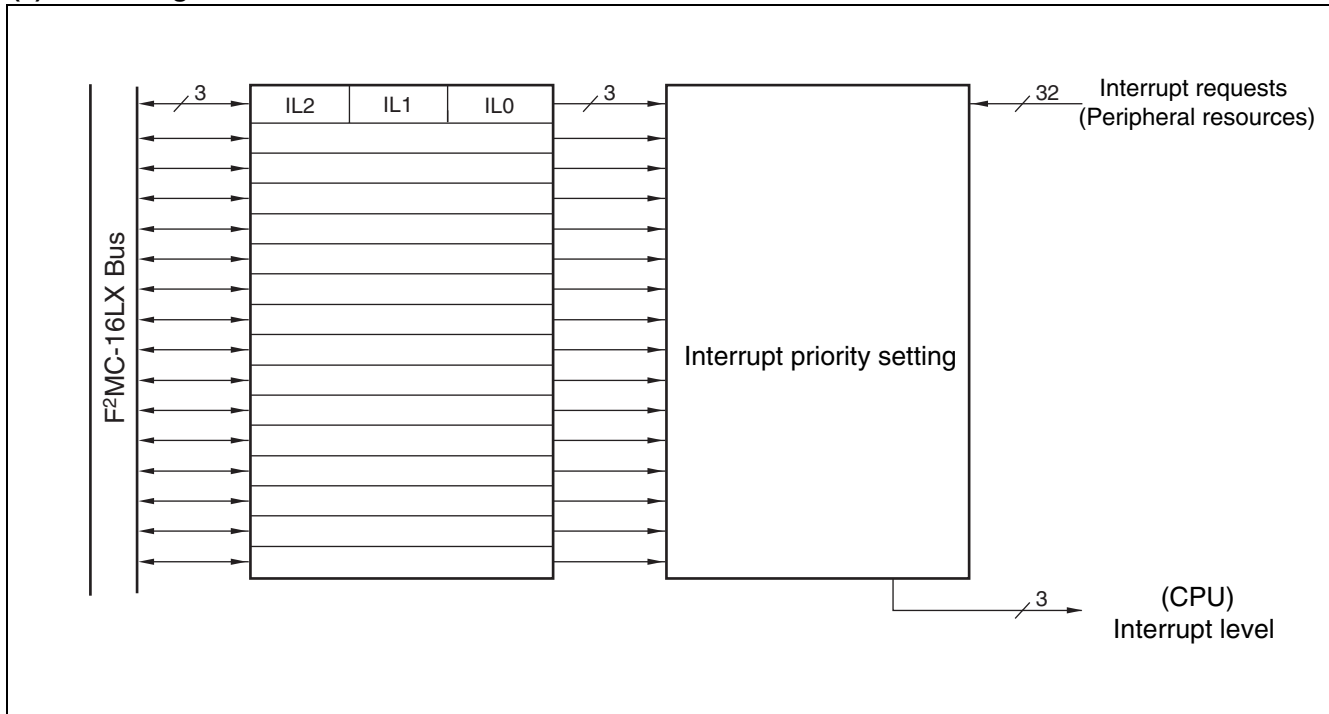 3
IL2
IL1
IL0
3
32
Interrupt requests
(Peripheral resources)
F²MC-16LX Bus
Interrupt priority setting
3
(CPU)
Interrupt level